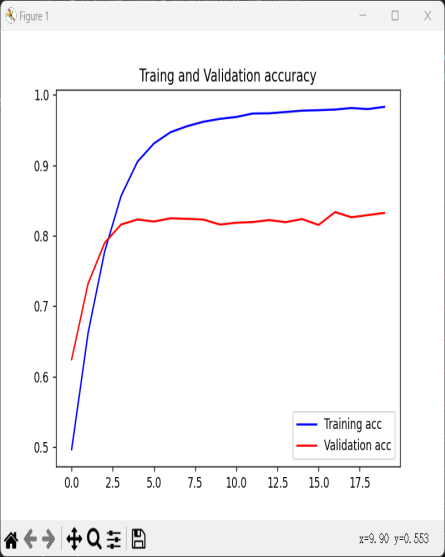 Figure 1
Traing and Validation accuracy
1.0
0.9
0.8
0.7
0.6
0.5
0.0 2.5 5.0 7.5 10.0 12.5 15.0 17.5
Training acc
Validation acc
x=9.90 y=0.553